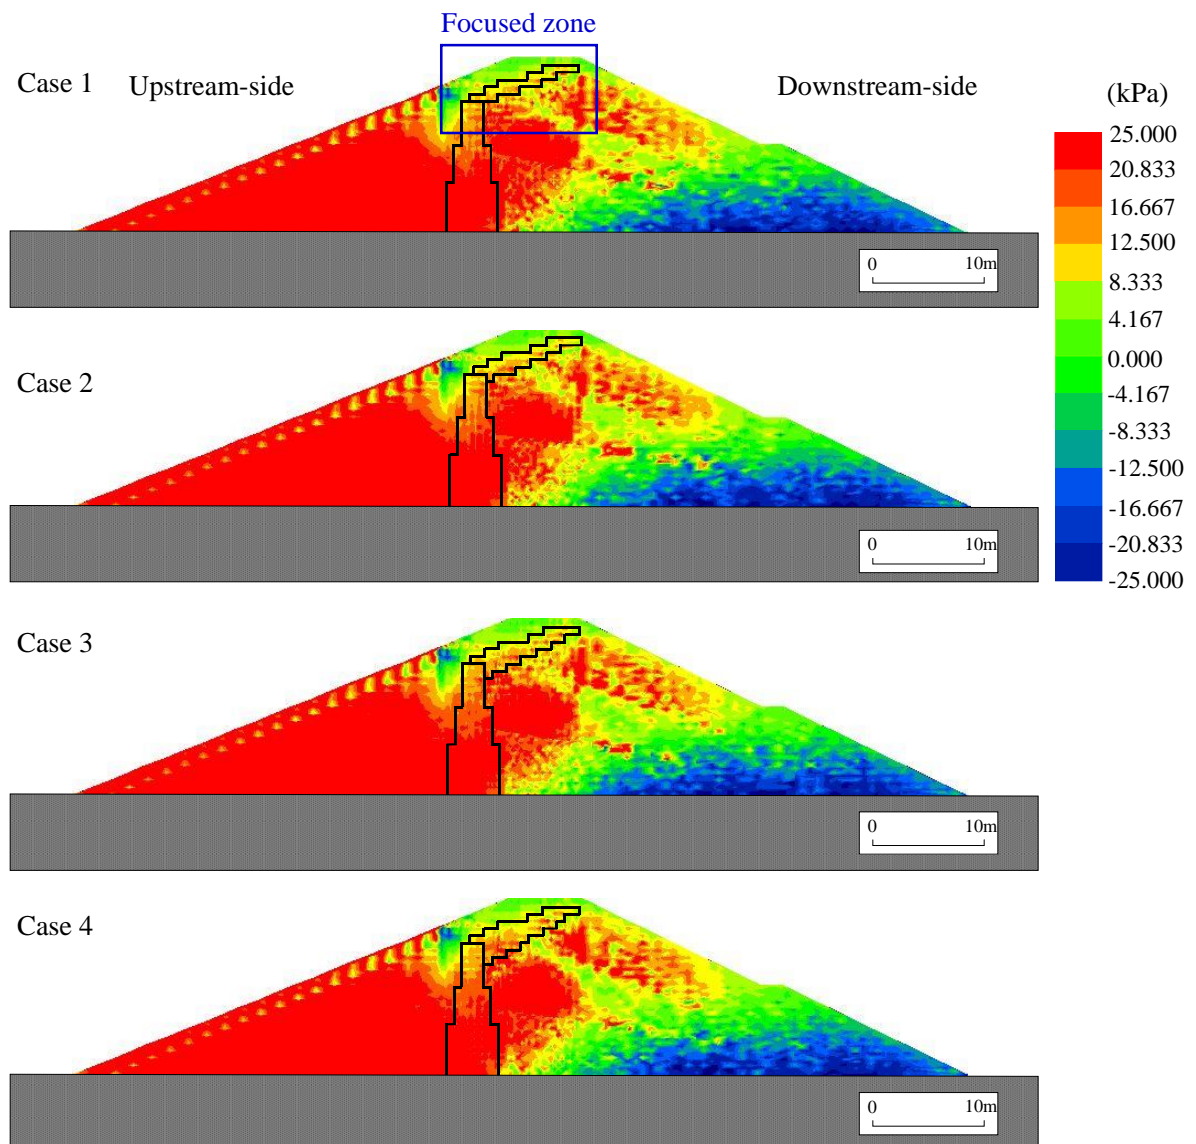 Focused zone
Case 1
Upstream-side
Downstream-side
(kPa)
25.000
20.833
16.667
12.500
8.333
4.167
0.000
-4.167
-8.333
-12.500
-16.667
-20.833
-25.000
0 10m
Case 2
0 10m
Case 3
0 10m
Case 4
0 10m